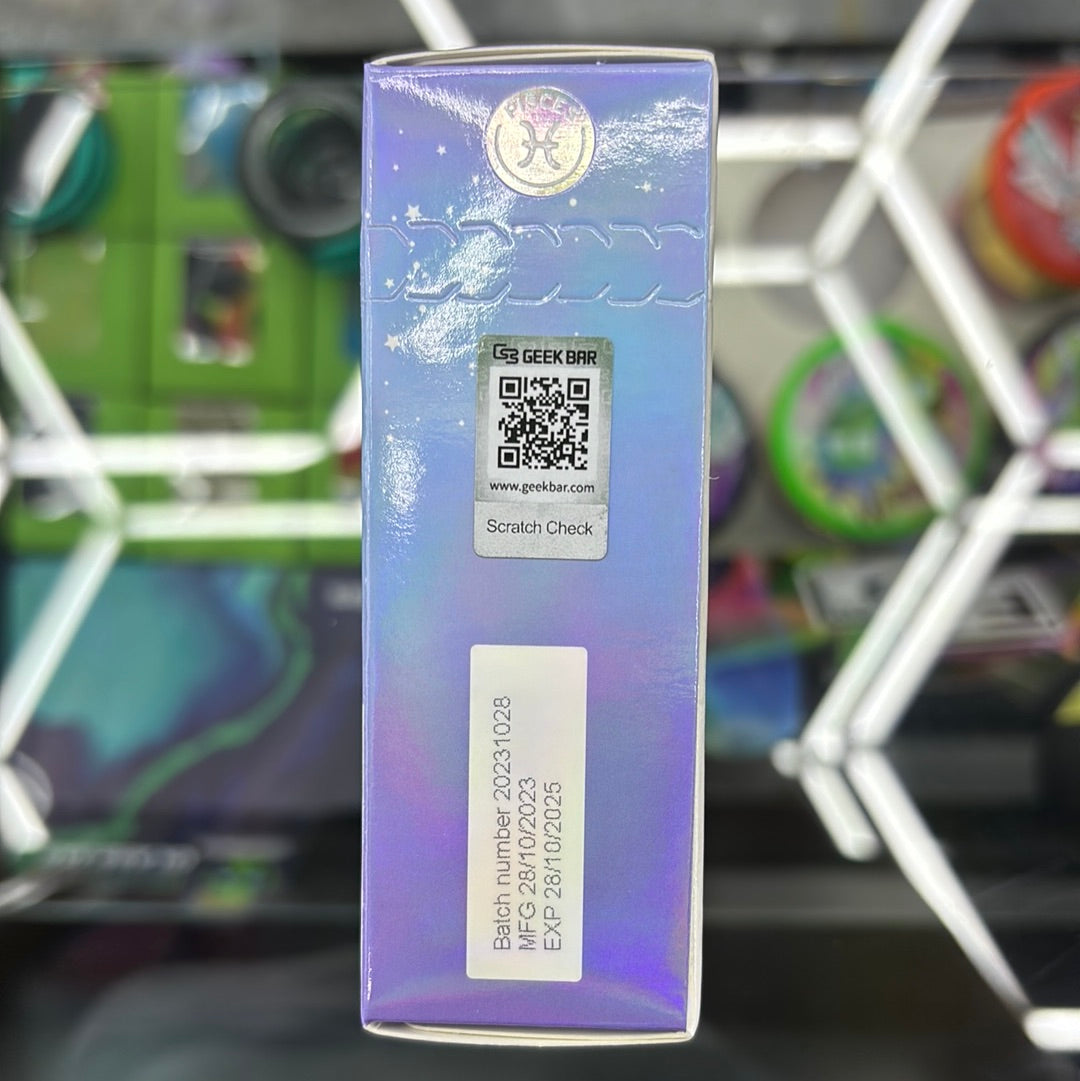 PISCES
GEEK BAR
www.geekbar.com
Scratch Check
Batch number 20231028
MFG 28/10/2023
EXP 28/10/2025